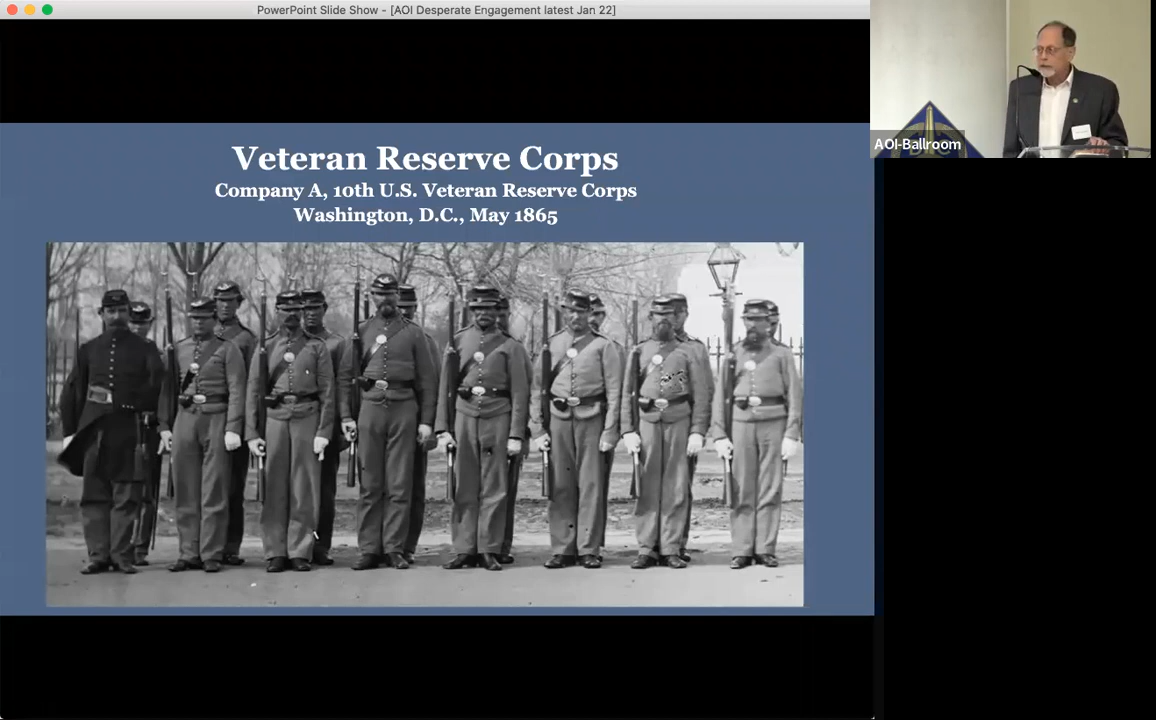 PowerPoint Slide Show - [AOI Desperate Engagement latest Jan 22]
AOI-Ballroom
Veteran Reserve Corps
Company A, 10th U.S. Veteran Reserve Corps
Washington, D.C., May 1865